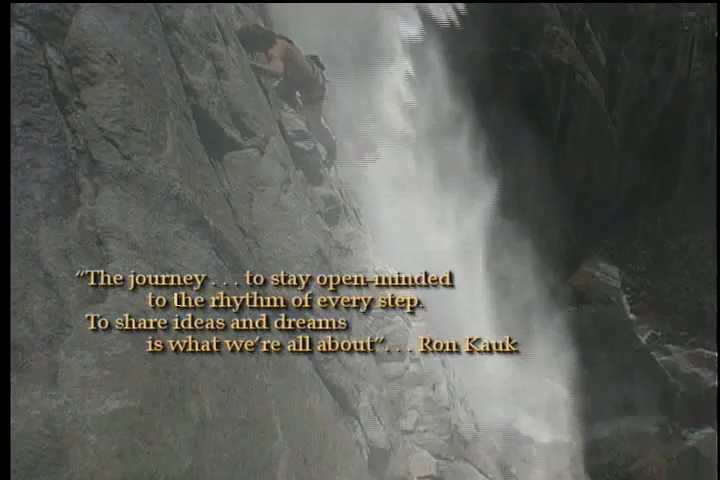 “The journey . . . to stay open-minded
to the rhythm of every step.
To share ideas and dreams
is what we're all about”. . . Ron Kauk